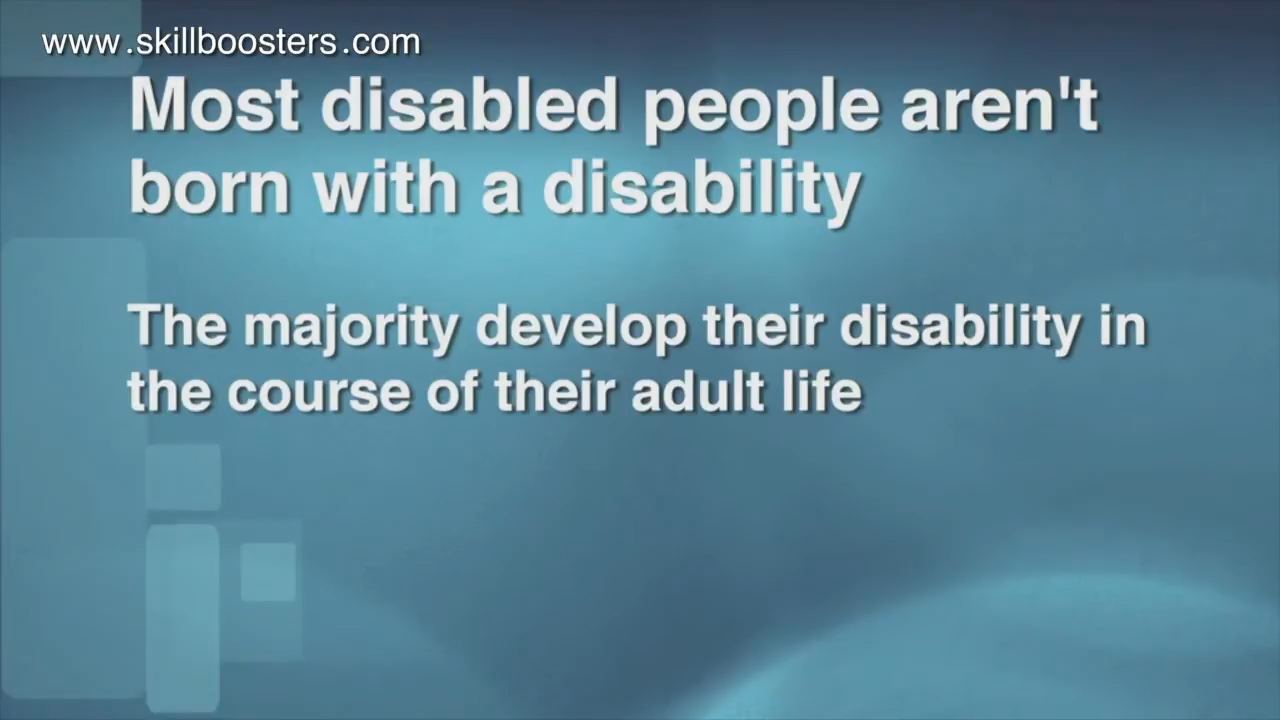 www.skillboosters.com
Most disabled people aren't
born with a disability
The majority develop their disability in
the course of their adult life